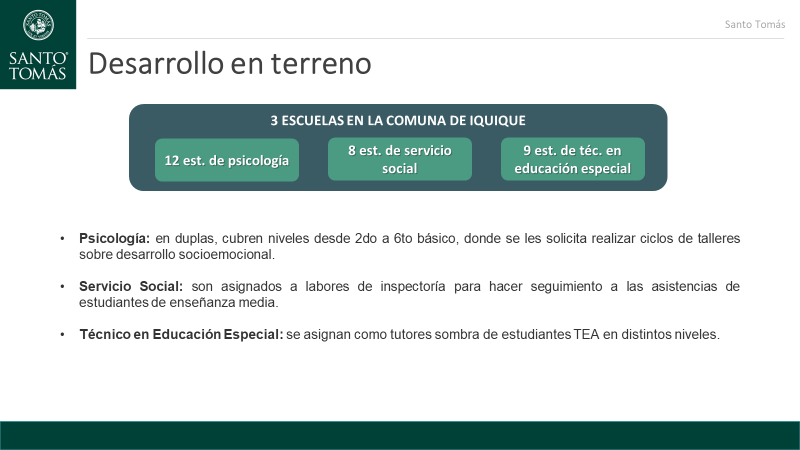 Santo Tomás
SANTO
TOMÁS
Desarrollo en terreno
3 ESCUELAS EN LA COMUNA DE IQUIQUE
12 est. de psicología
8 est. de servicio
social
9 est. de téc. en
educación especial
• Psicología: en duplas, cubren niveles desde 2do a 6to básico, donde se les solicita realizar ciclos de talleres
sobre desarrollo socioemocional.
• Servicio Social: son asignados a labores de inspectoría para hacer seguimiento a las asistencias de
estudiantes de enseñanza media.
• Técnico en Educación Especial: se asignan como tutores sombra de estudiantes TEA en distintos niveles.